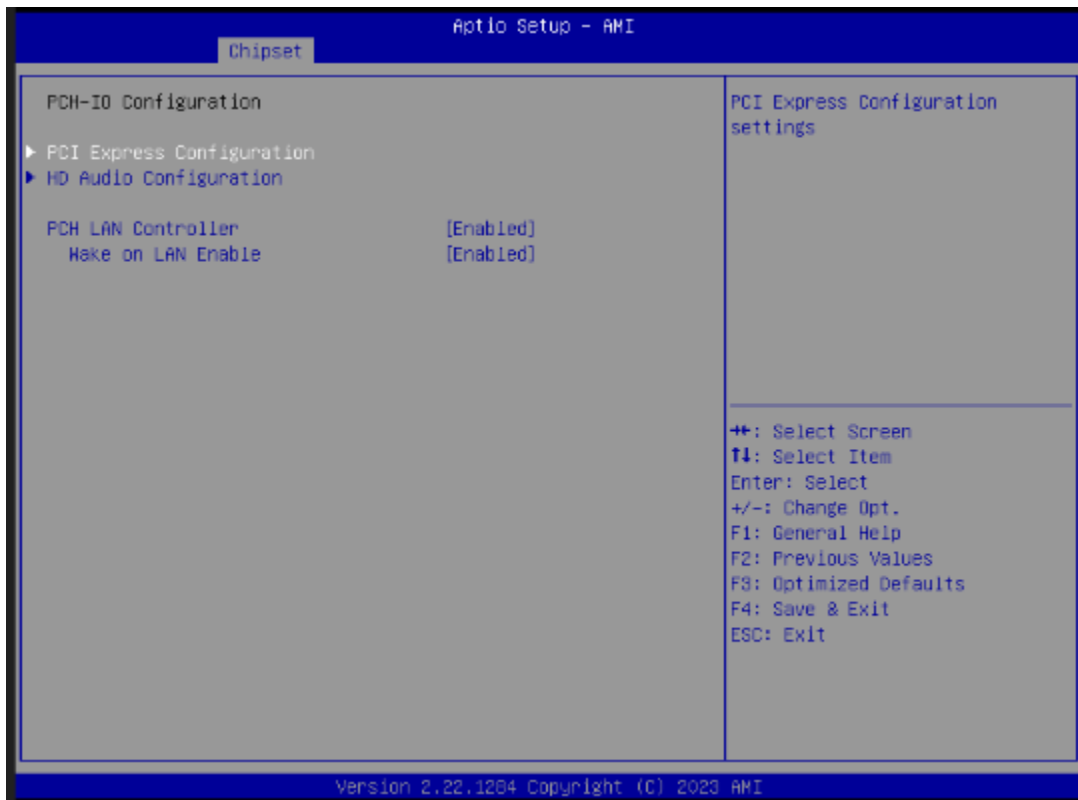 Aptio Setup – AMI
Chipset
PCH-IO Configuration
PCI Express Configuration
HD Audio Configuration
PCH LAN Controller [Enabled]
Wake on LAN Enable [Enabled]
PCI Express Configuration
settings
→←: Select Screen
↑↓: Select Item
Enter: Select
+/-: Change Opt.
F1: General Help
F2: Previous Values
F3: Optimized Defaults
F4: Save & Exit
ESC: Exit
Version 2.22.1284 Copyright (C) 2023 AMI